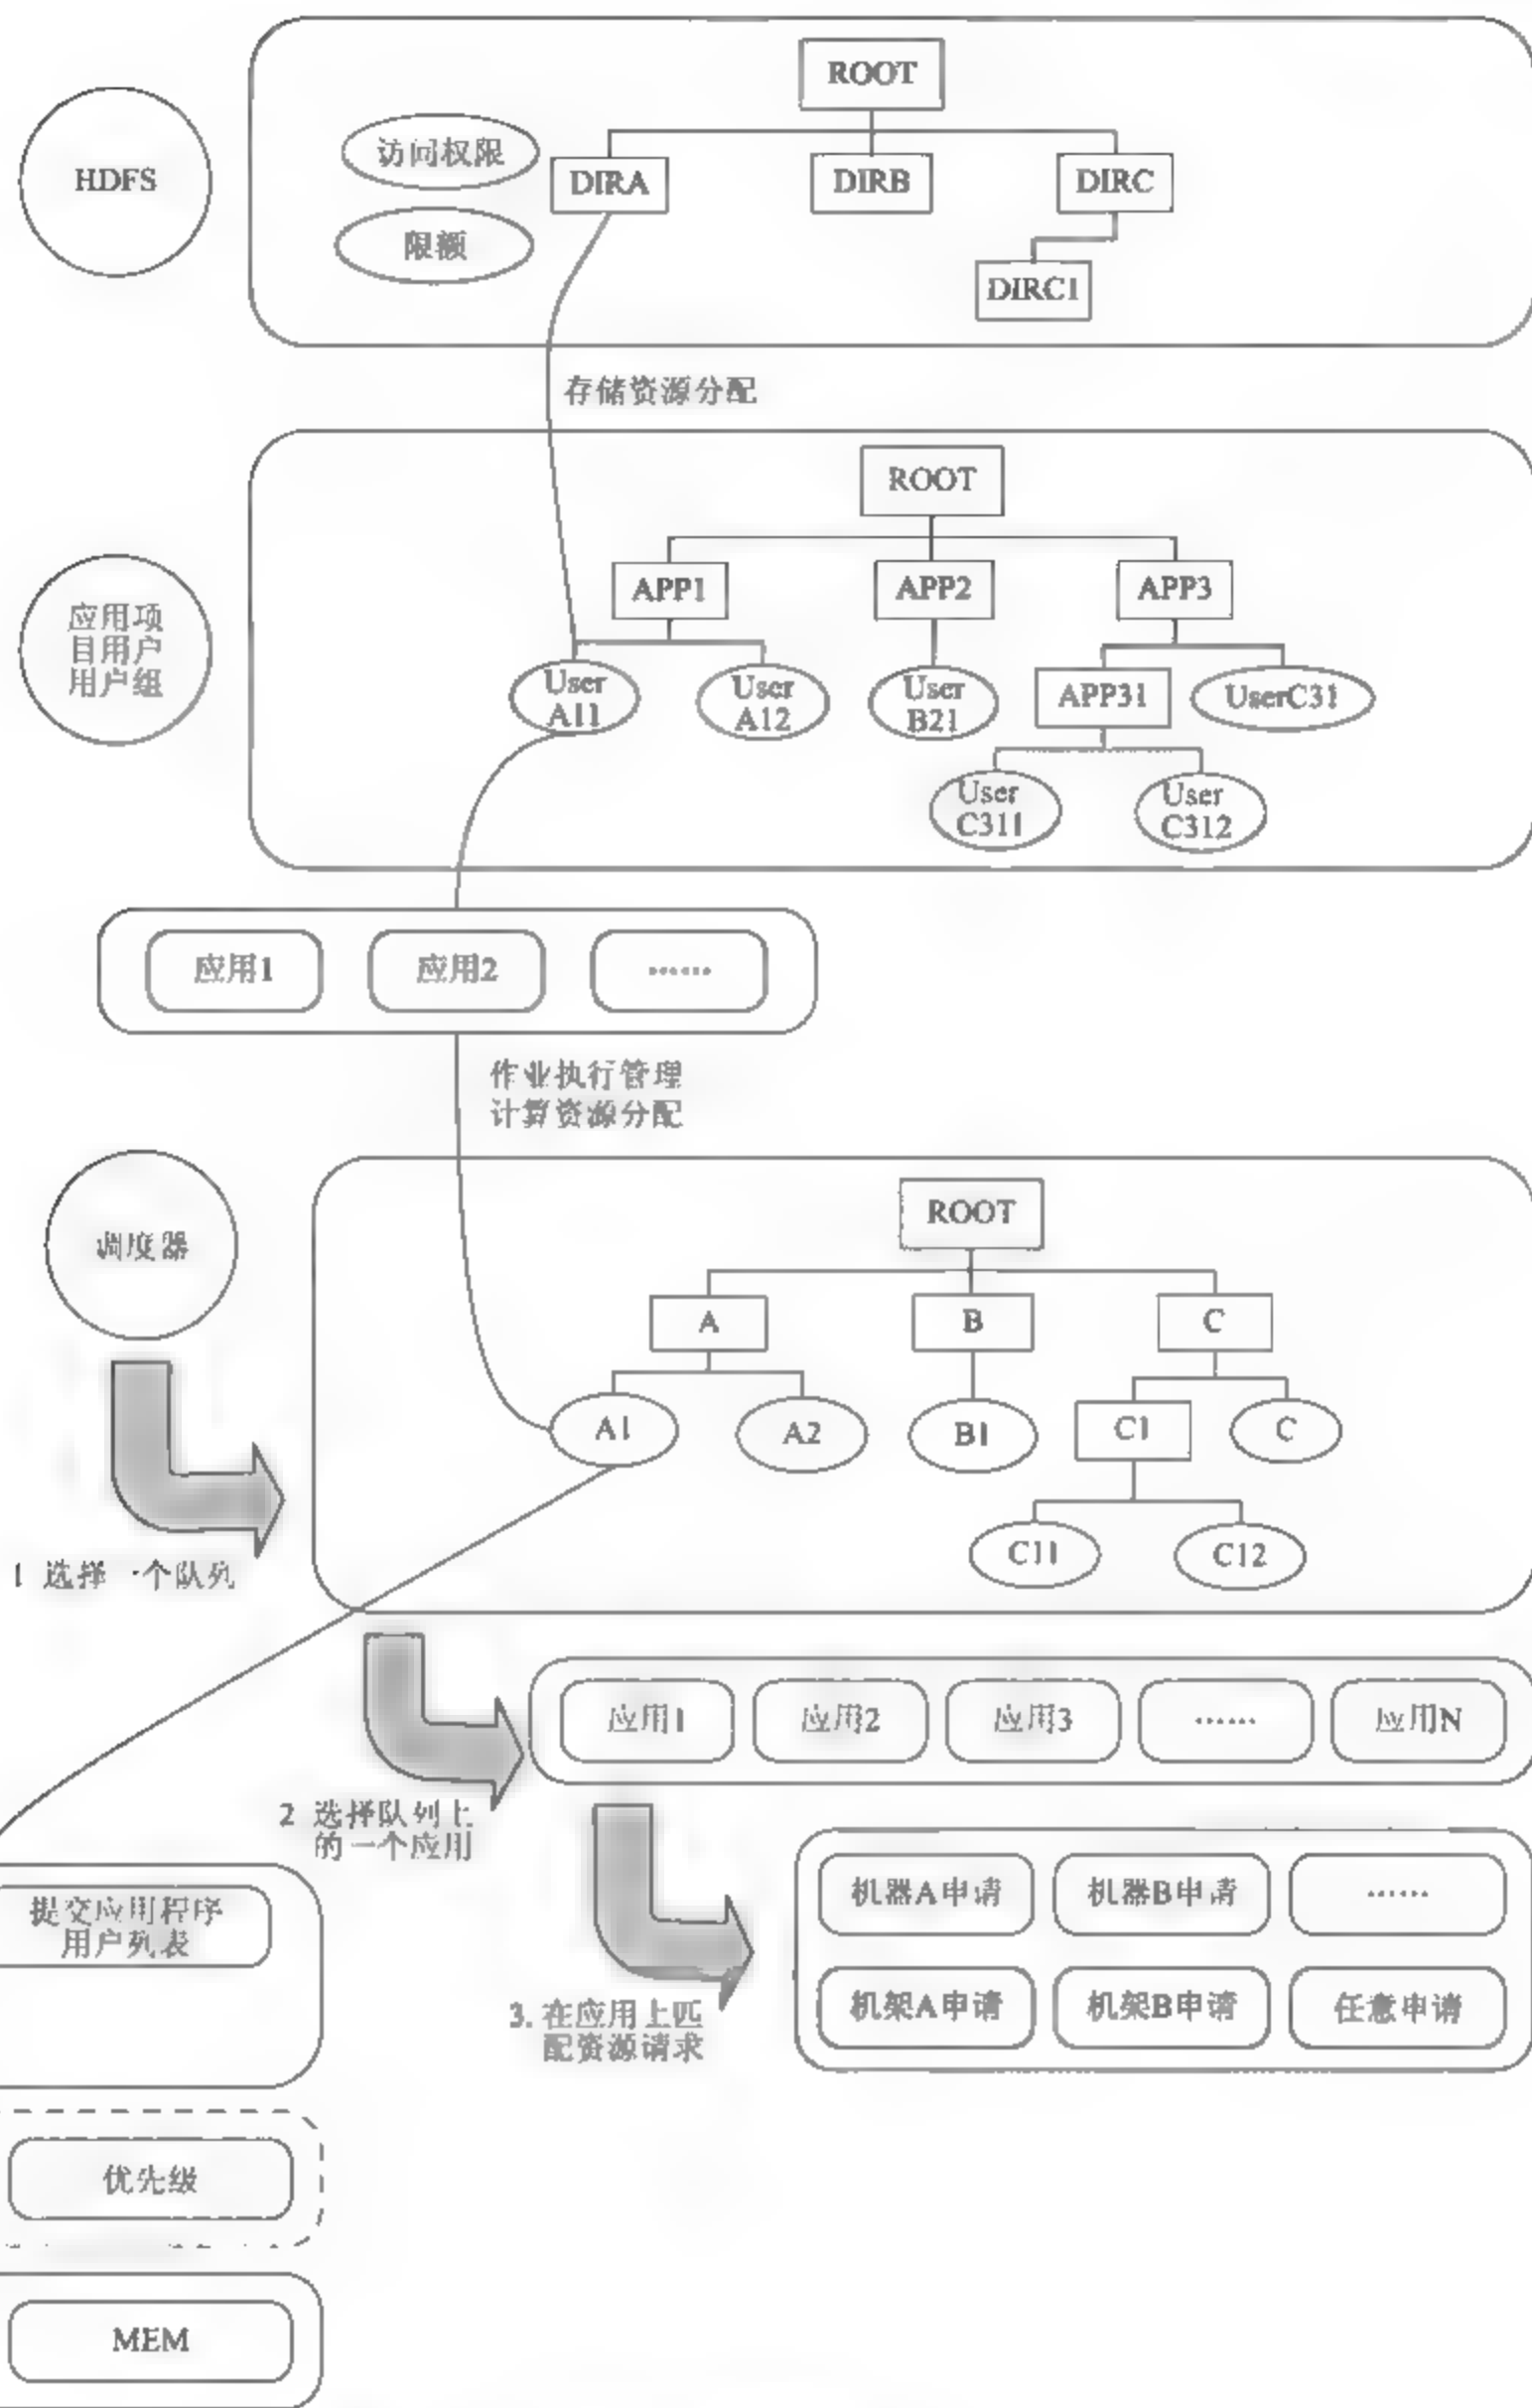 ROOT
访问权限
HDFS
DIRA
DIRB
DIRC
限额
DIRC1
存储资源分配
ROOT
应用项
目用户
用户组
APP1
APP2
APP3
User
A11
User
A12
User
B21
APP31
UserC31
User
C311
User
C312
应用1
应用2
……
作业执行管理
计算资源分配
调度器
ROOT
A
B
C
A1
A2
B1
C1
C
C11
C12
1 选择一个队列
应用1
应用2
应用3
……
应用N
2 选择队列上
的一个应用
提交应用程序
用户列表
机器A申请
机器B申请
……
机架A申请
机架B申请
任意申请
3. 在应用上匹
配资源请求
优先级
MEM